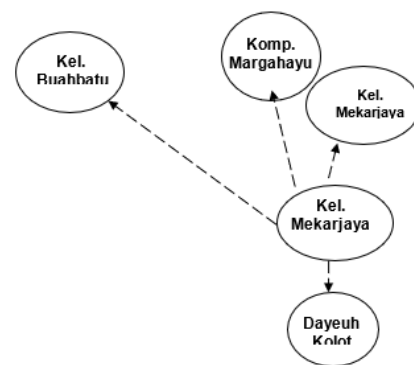 Kel.
Buahbatu
Komp.
Margahayu
Kel.
Mekarjaya
Kel.
Mekarjaya
Dayeuh
Kolot